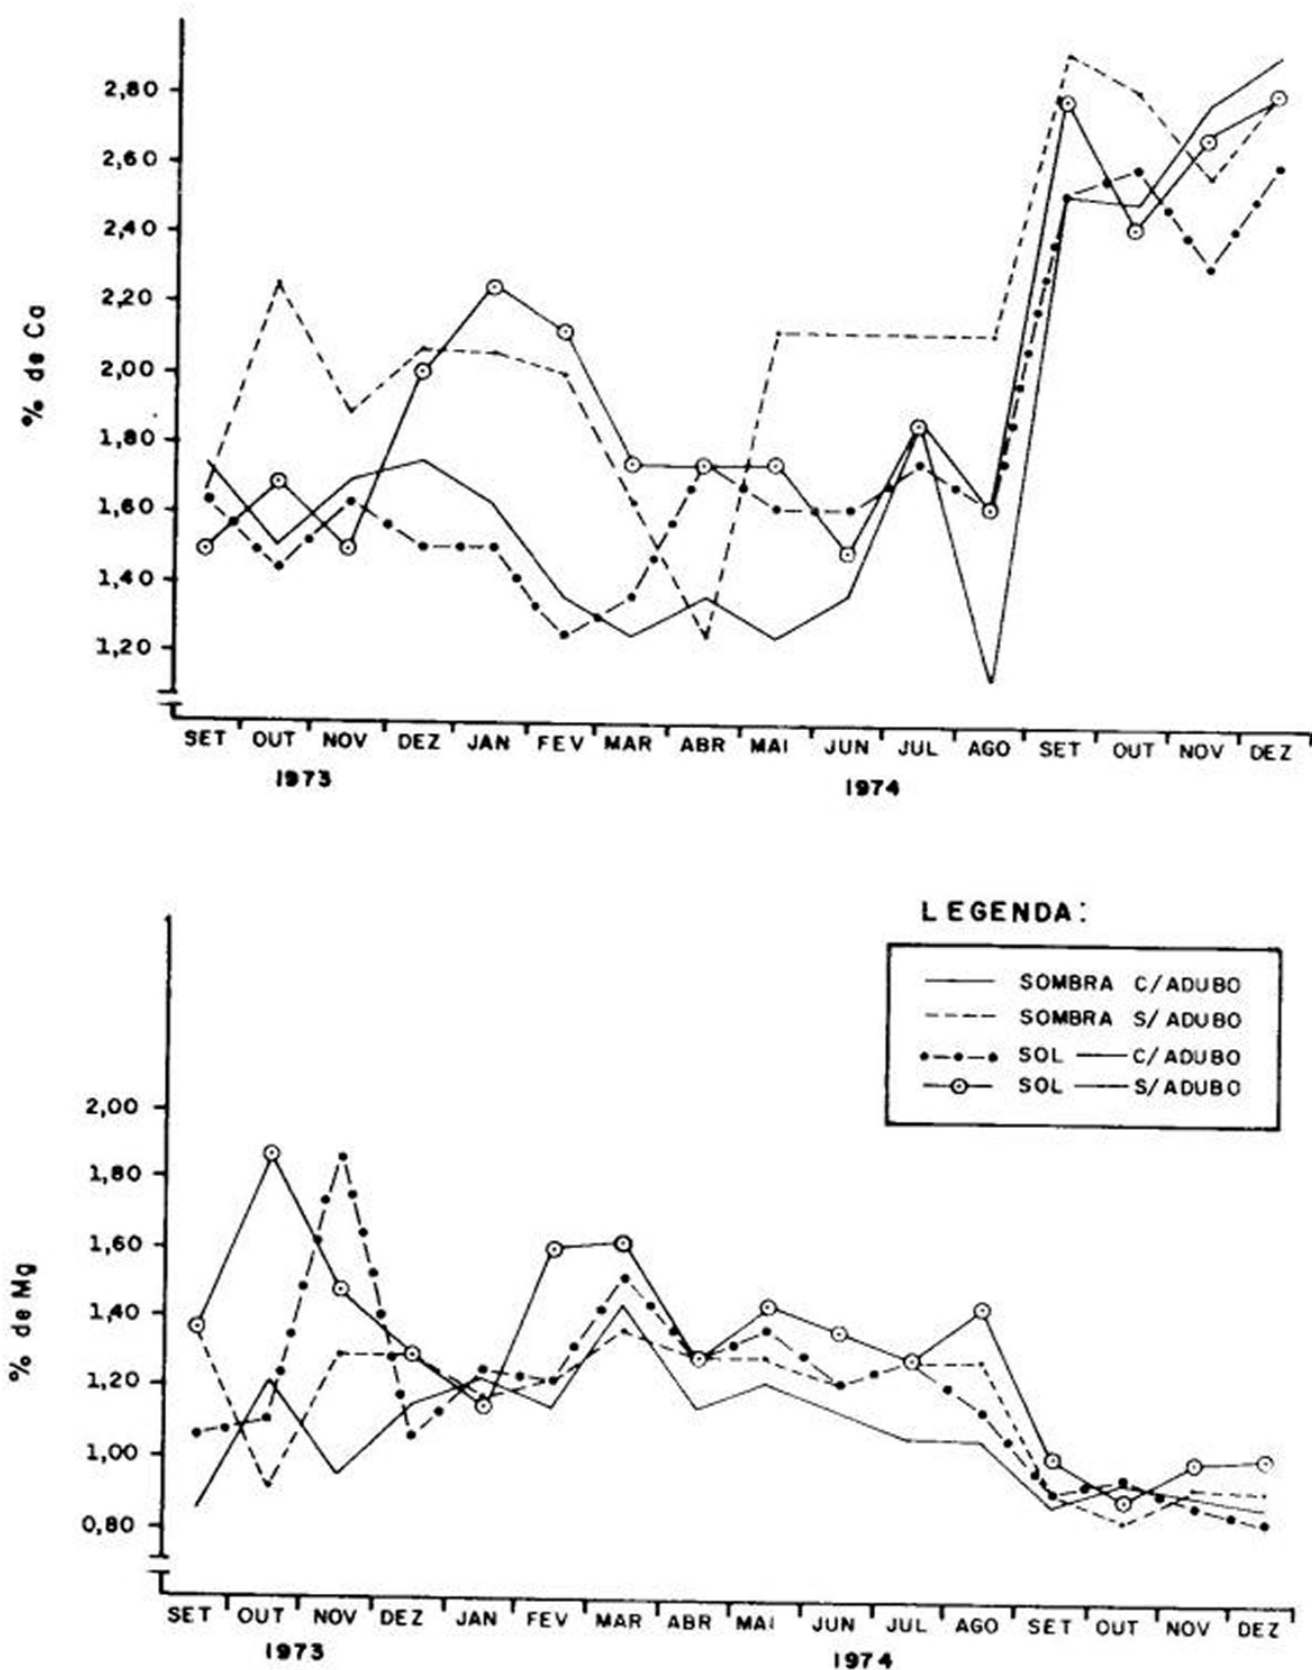 % de Ca
2,80
2,60
2,40
2,20
2,00
1,80
1,60
1,40
1,20
SET OUT NOV DEZ JAN FEV MAR ABR MAI JUN JUL AGO SET OUT NOV DEZ
1973 1974
LEGENDA:
SOMBRA C/ADUBO
SOMBRA S/ADUBO
SOL C/ADUBO
SOL S/ADUBO
% de Mg
2,00
1,80
1,60
1,40
1,20
1,00
0,80
SET OUT NOV DEZ JAN FEV MAR ABR MAI JUN JUL AGO SET OUT NOV DEZ
1973 1974